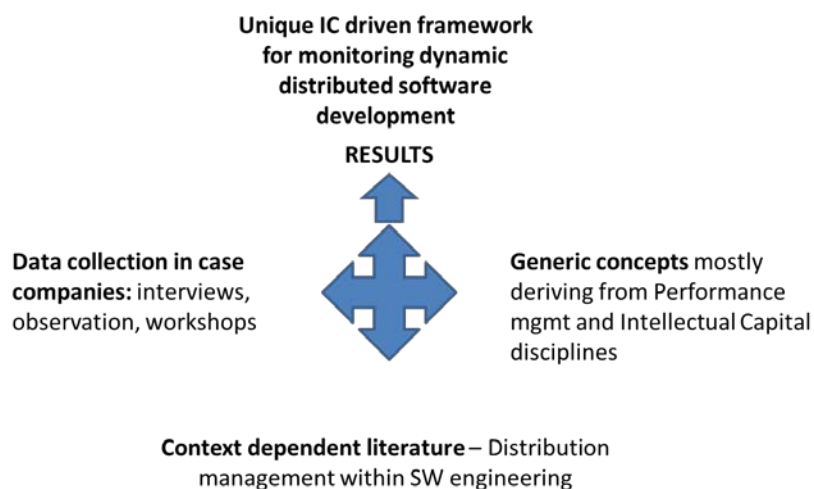 Unique IC driven framework
for monitoring dynamic
distributed software
development
RESULTS
Data collection in case
companies: interviews,
observation, workshops
Generic concepts mostly
deriving from Performance
mgmt and Intellectual Capital
disciplines
Context dependent literature – Distribution
management within SW engineering